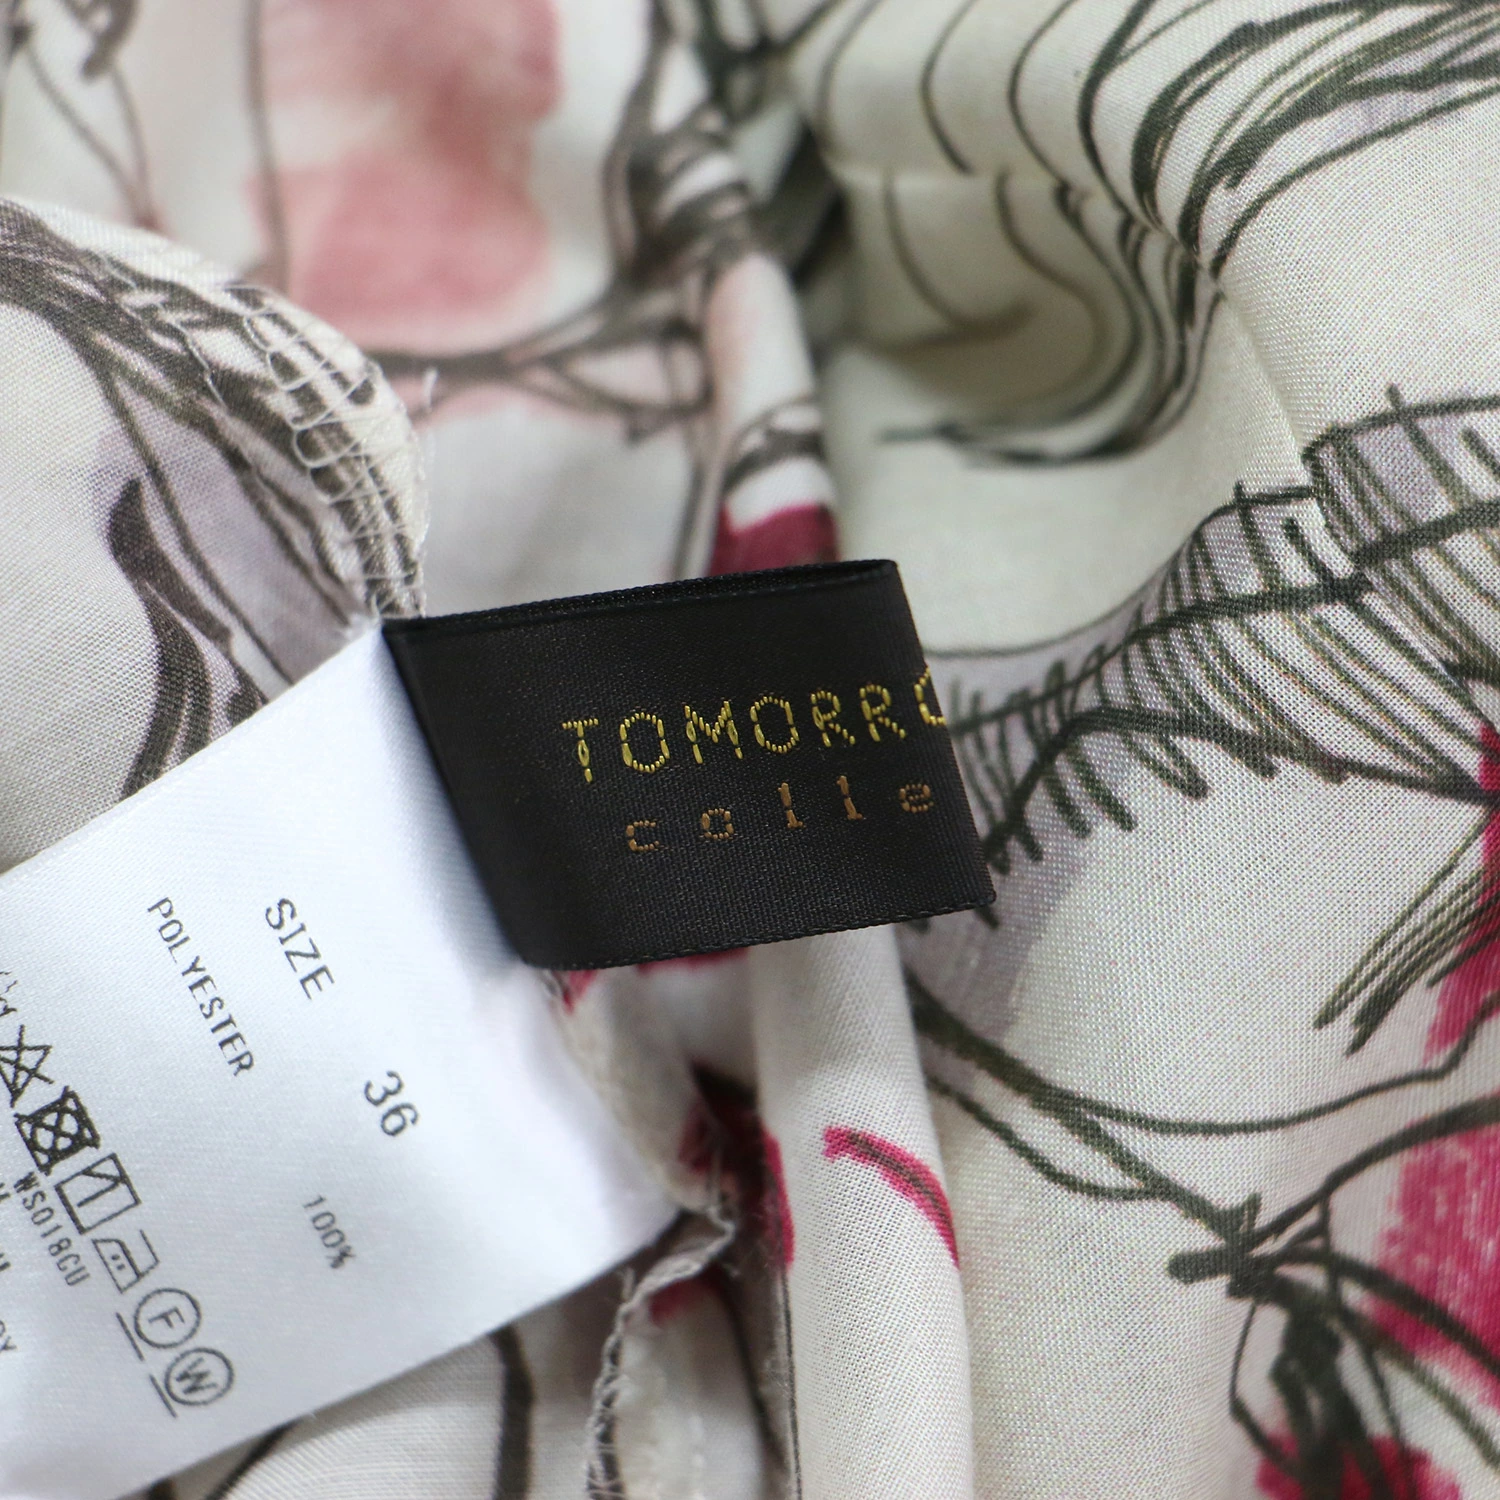 TOMORRO
colle
SIZE 36
POLYESTER 100%
F
W
WS018CU